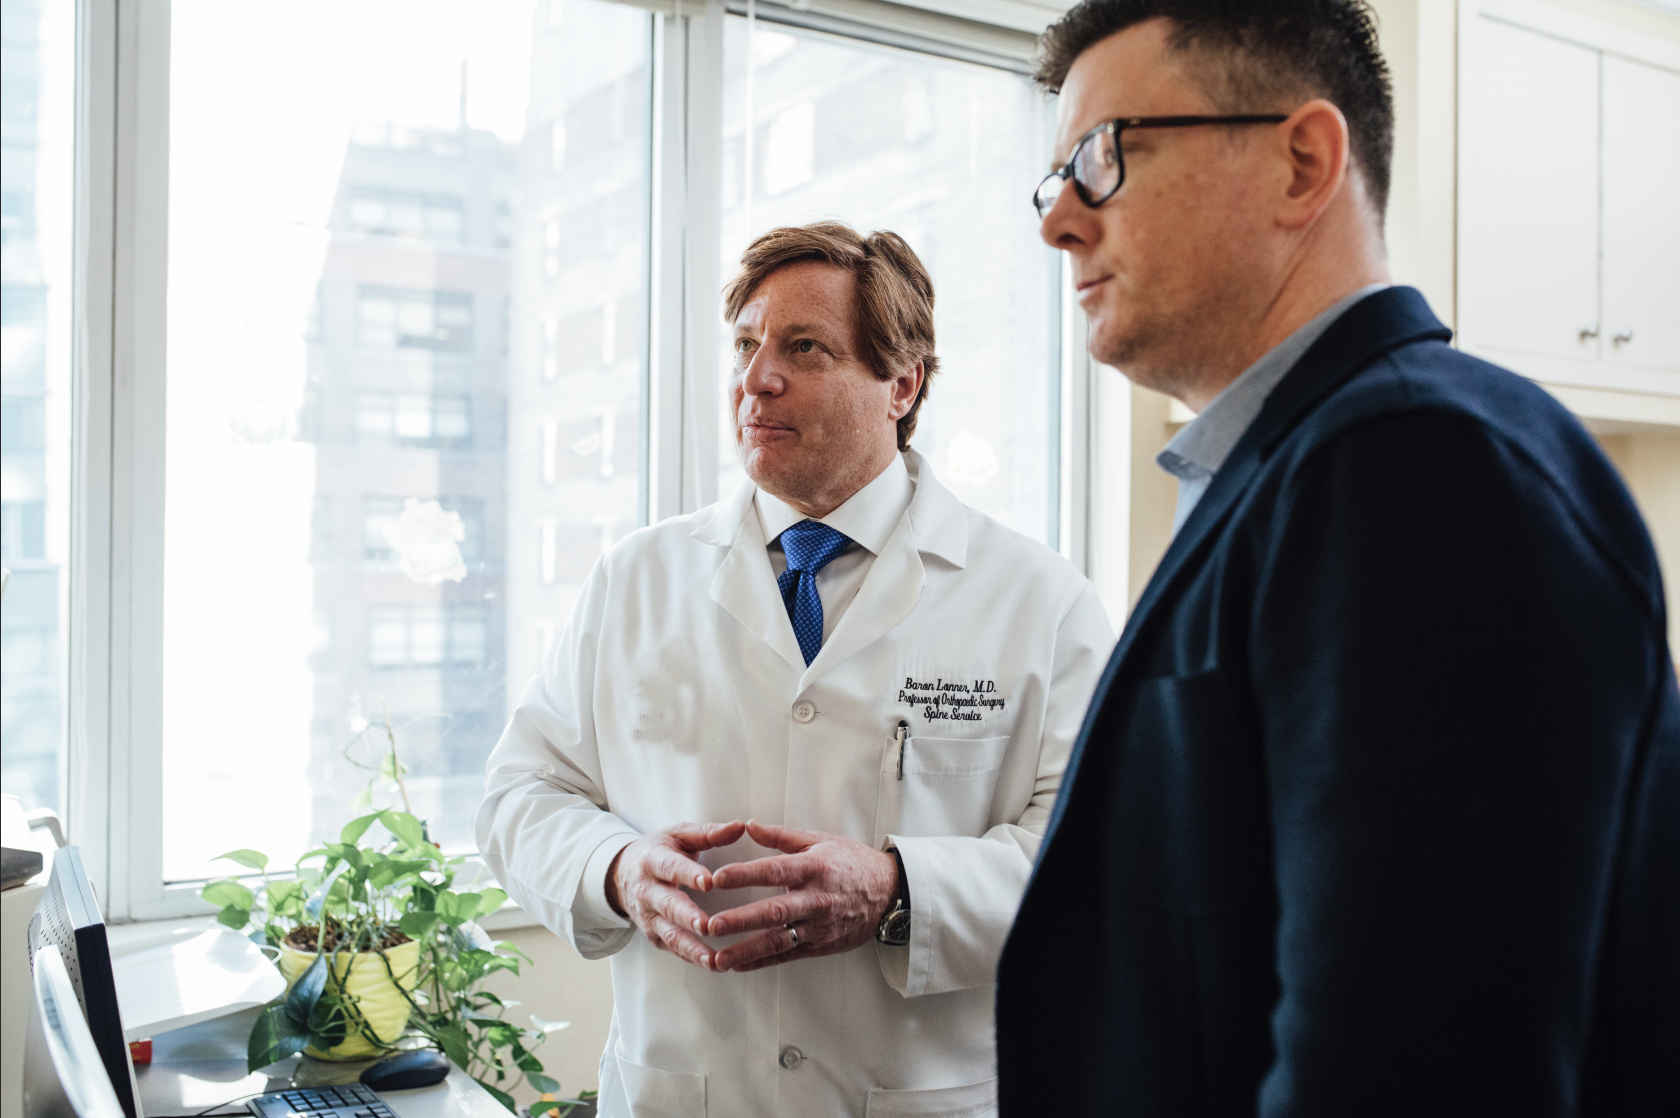 Baron Lonner, M.D.
Professor of Orthopaedic Surgery
Spine Service